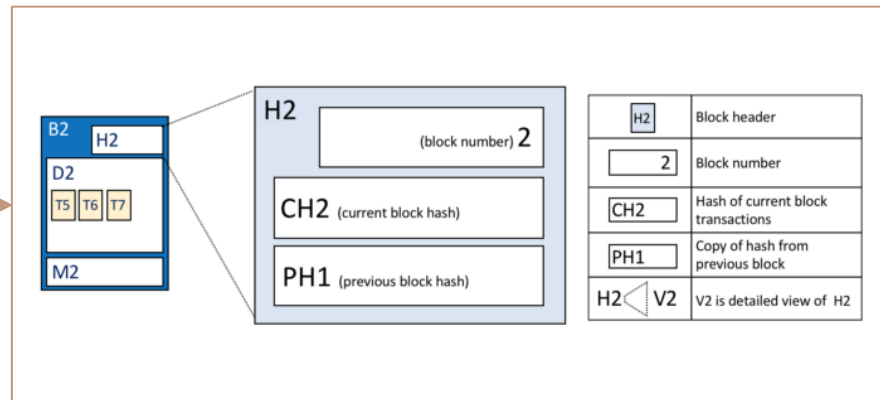 B2
H2
D2
T5 T6 T7
M2
H2
(block number) 2
CH2 (current block hash)
PH1 (previous block hash)
H2 Block header
2 Block number
CH2 Hash of current block
transactions
PH1 Copy of hash from
previous block
H2 V2 V2 is detailed view of H2